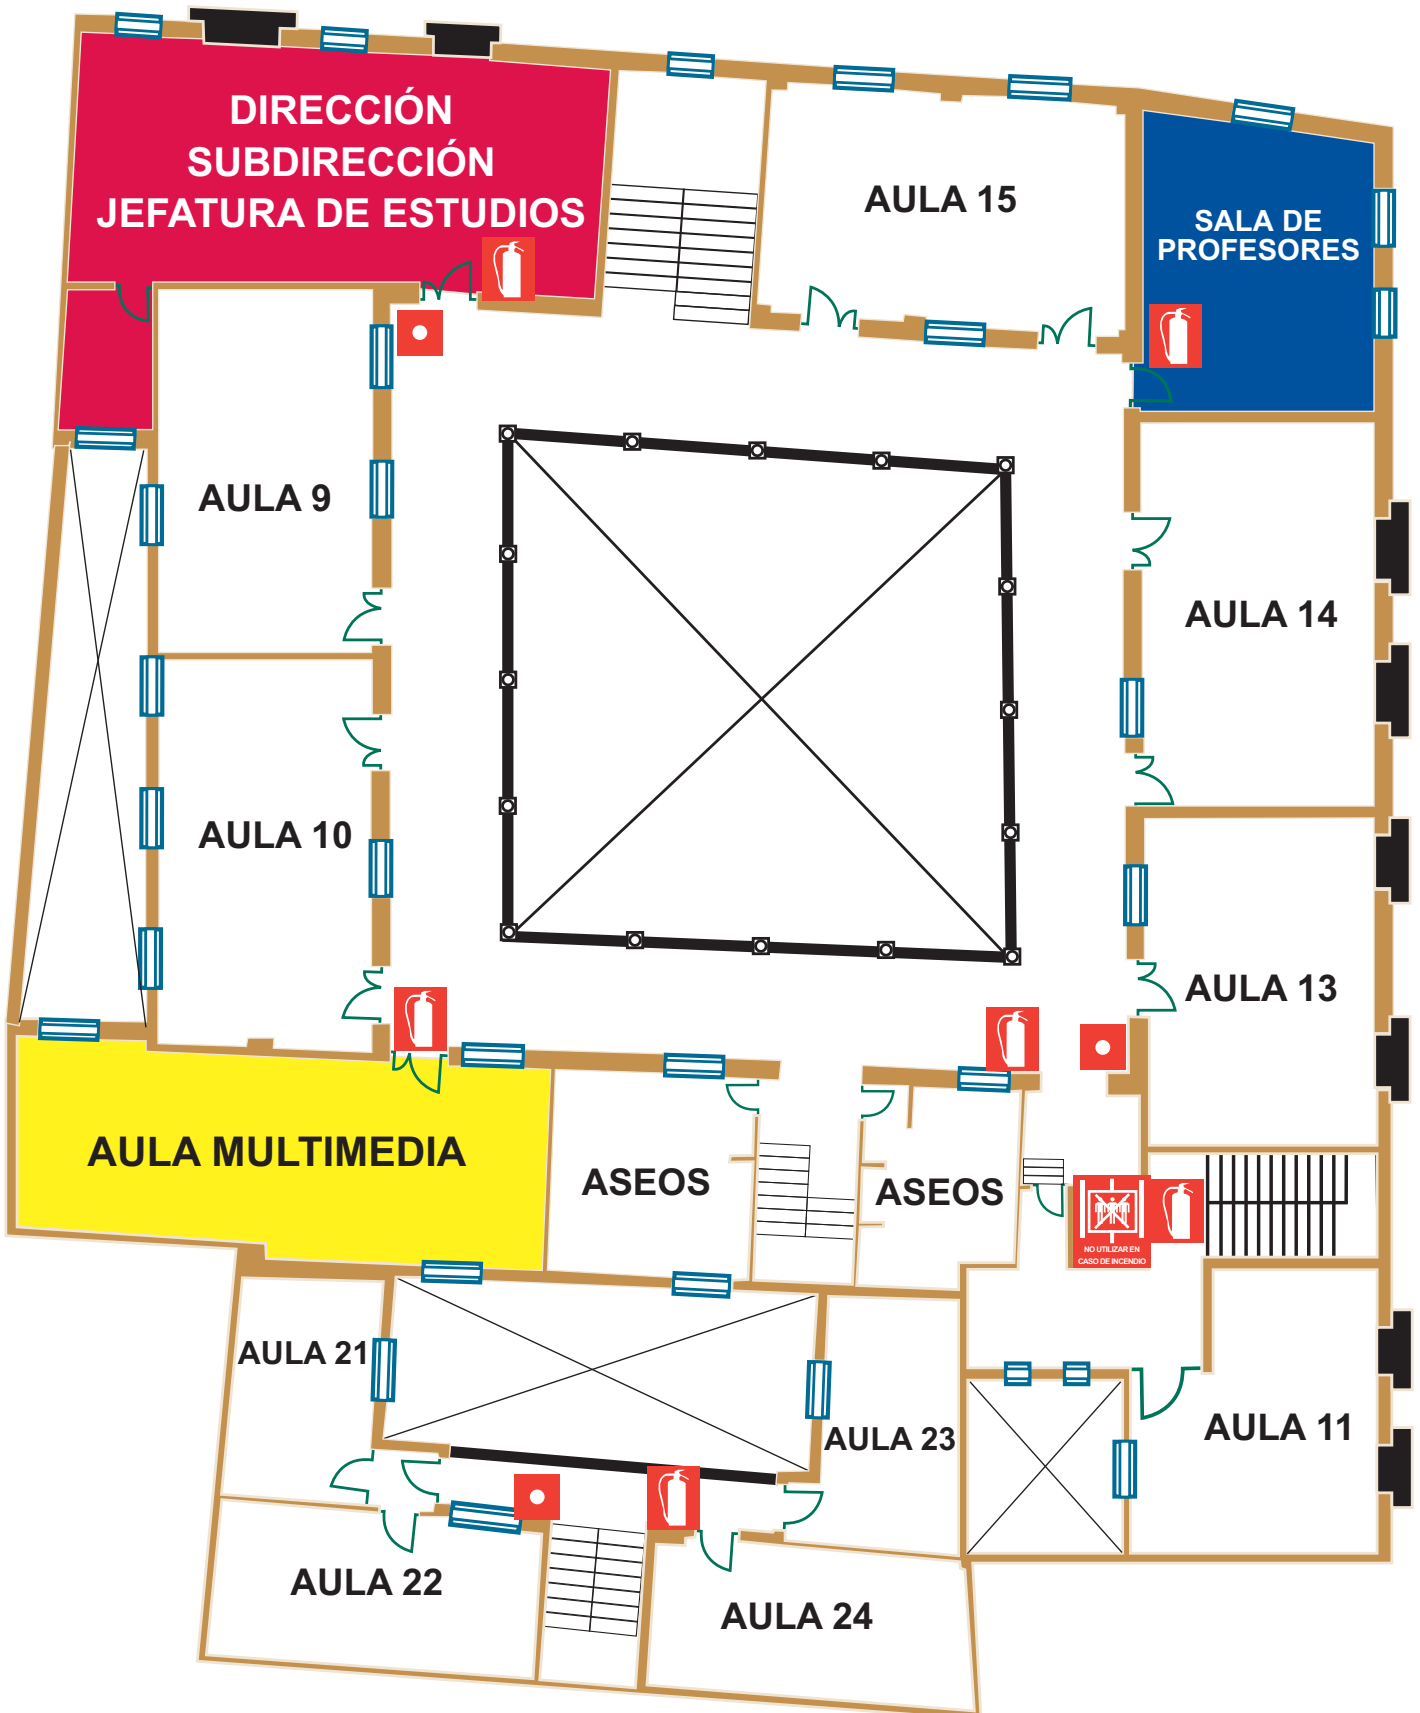 DIRECCIÓN
SUBDIRECCIÓN
JEFATURA DE ESTUDIOS
AULA 15
SALA DE
PROFESORES
AULA 9
AULA 14
AULA 10
AULA 13
AULA MULTIMEDIA
ASEOS
ASEOS
NO UTILIZAR EN
CASO DE INCENDIO
AULA 21
AULA 23
AULA 11
AULA 22
AULA 24